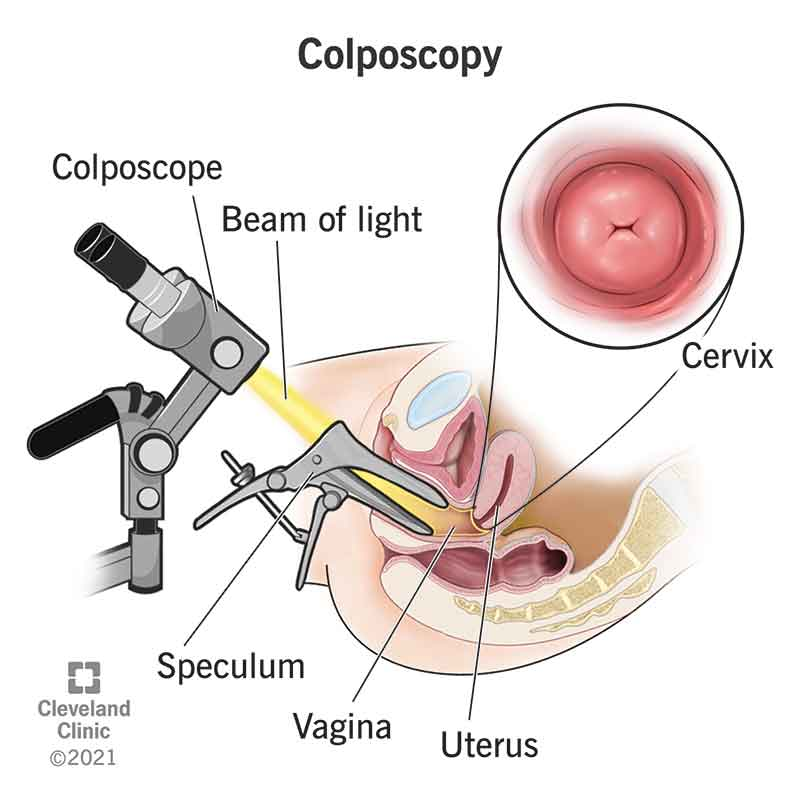 Colposcopy
Colposcope
Beam of light
Cervix
Speculum
Vagina
Uterus
Cleveland
Clinic
©2021